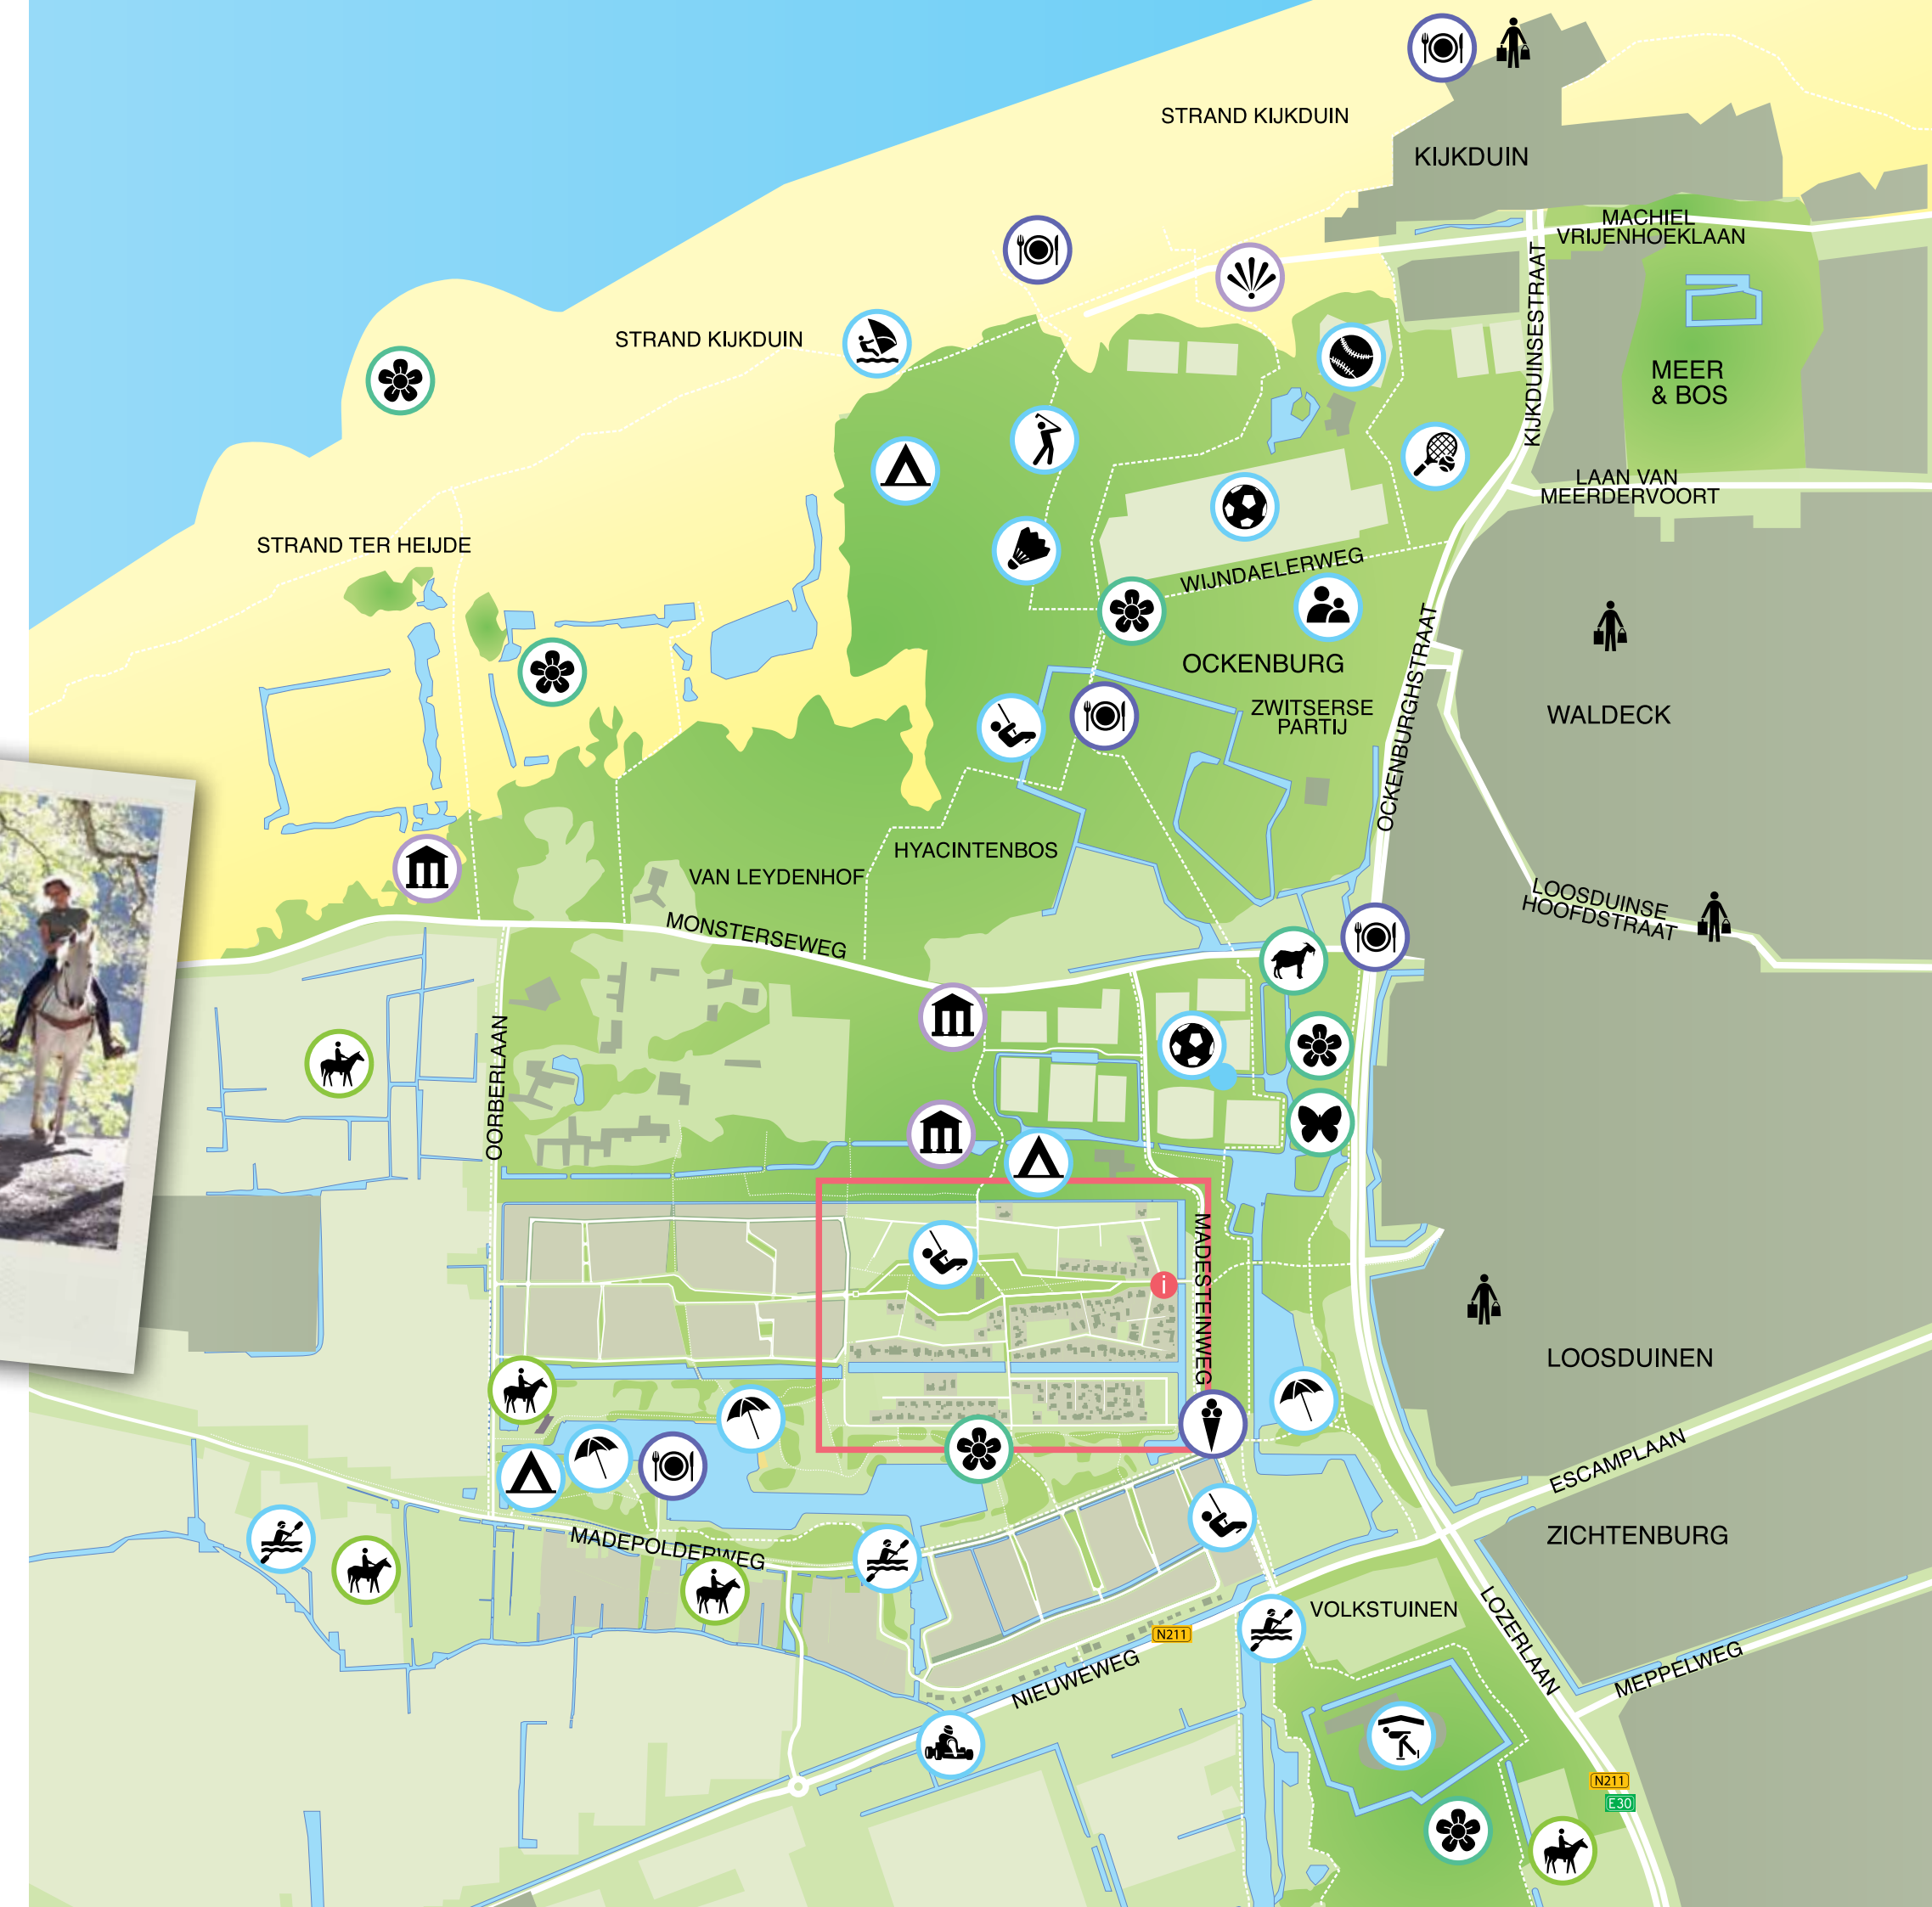 STRAND KIJKDUIN
KIJKDUIN
MACHIEL
VRIJENHOEKLAAN
KIJKDUINSESTRAAT
STRAND KIJKDUIN
MEER
& BOS
LAAN VAN
MEERDERVOORT
STRAND TER HEIJDE
WIJNDAELERWEG
OCKENBURG
OCKENBURGHSTRAAT
ZWITSERSE
PARTIJ
WALDECK
HYACINTENBOS
VAN LEYDENHOF
LOOSDUINSE
HOOFDSTRAAT
MONSTERSEWEG
OORBERLAAN
MADESTEINWEG
i
LOOSDUINEN
ESCAMPLAAN
ZICHTENBURG
MADEPOLDERWEG
VOLKSTUINEN
LOZERLAAN
N211
NIEUWEWEG
MEPPELWEG
N211
E30